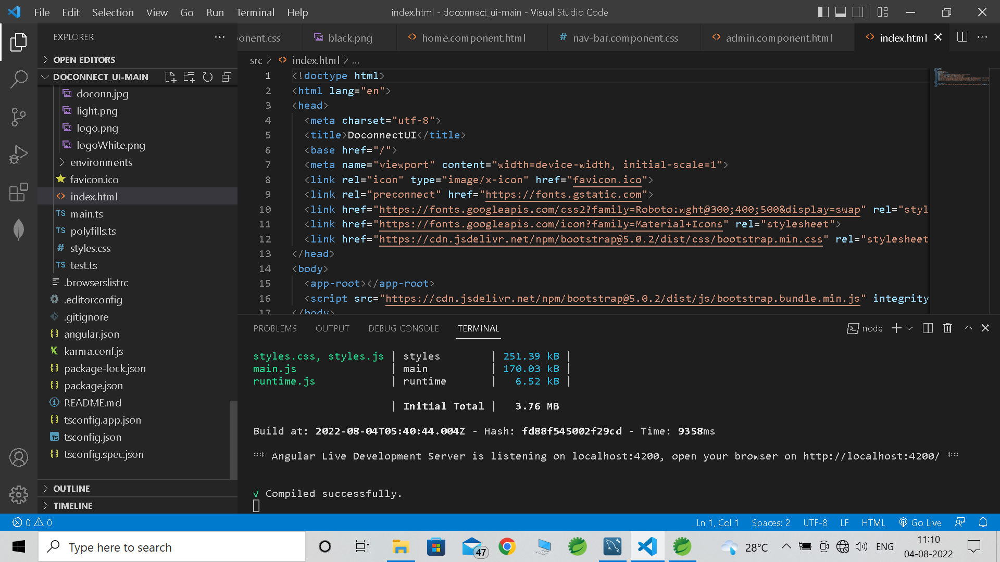 File Edit Selection View Go Run Terminal Help
index.html - doconnect_ui-main - Visual Studio Code
EXPLORER
onent.css
black.png
home.component.html
nav-bar.component.css
admin.component.html
index.html
OPEN EDITORS
DOCONNECT_UI-MAIN
doconn.jpg
light.png
logo.png
logoWhite.png
environments
favicon.ico
index.html
main.ts
polyfills.ts
styles.css
test.ts
.browserslistrc
.editorconfig
.gitignore
angular.json
karma.conf.js
package-lock.json
package.json
README.md
tsconfig.app.json
tsconfig.json
tsconfig.spec.json
OUTLINE
TIMELINE
src > index.html > ...
1 <!doctype html>
2 <html lang="en">
3 <head>
4 <meta charset="utf-8">
5 <title>DoconnectUI</title>
6 <base href="/">
7 <meta name="viewport" content="width=device-width, initial-scale=1">
8 <link rel="icon" type="image/x-icon" href="favicon.ico">
9 <link rel="preconnect" href="https://fonts.gstatic.com">
10 <link href="https://fonts.googleapis.com/css2?family=Roboto:wght@300;400;500&display=swap" rel="styl
11 <link href="https://fonts.googleapis.com/icon?family=Material+Icons" rel="stylesheet">
12 <link href="https://cdn.jsdelivr.net/npm/bootstrap@5.0.2/dist/css/bootstrap.min.css" rel="stylesheet
13 </head>
14 <body>
15 <app-root></app-root>
16 <script src="https://cdn.jsdelivr.net/npm/bootstrap@5.0.2/dist/js/bootstrap.bundle.min.js" integrity
17 </body>
PROBLEMS OUTPUT DEBUG CONSOLE TERMINAL
node
styles.css, styles.js | styles | 251.39 kB |
main.js | main | 170.03 kB |
runtime.js | runtime | 6.52 kB |
| Initial Total | 3.76 MB
Build at: 2022-08-04T05:40:44.004Z - Hash: fd88f545002f29cd - Time: 9358ms
** Angular Live Development Server is listening on localhost:4200, open your browser on http://localhost:4200/ **
√ Compiled successfully.
0 0
Ln 1, Col 1 Spaces: 2 UTF-8 LF HTML Go Live
Type here to search
47
28°C
ENG
11:10
04-08-2022